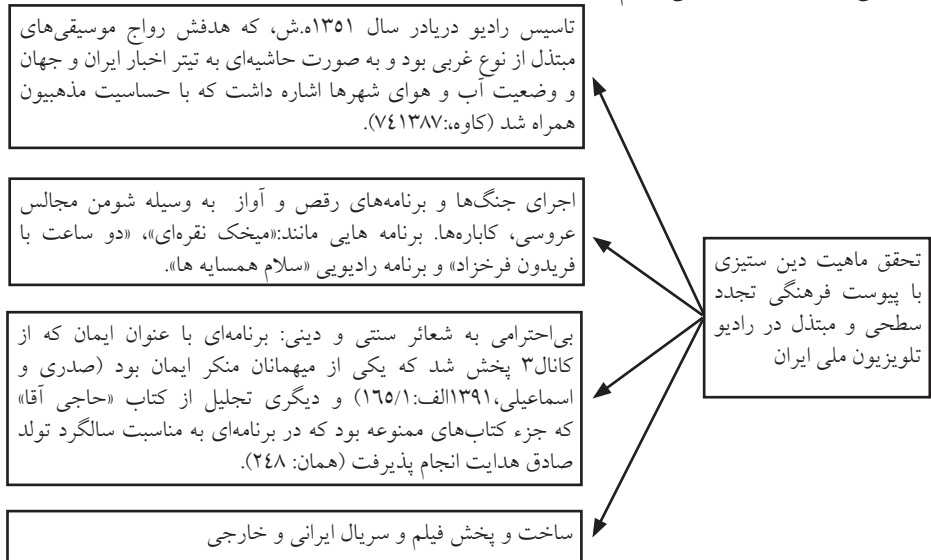 تاسیس رادیو دریادر سال ۱۳۵۱ه.ش، که هدفش رواج موسیقی‌های
مبتذل از نوع غربی بود و به صورت حاشیه‌ای به تیتر اخبار ایران و جهان
و وضعیت آب و هوای شهرها اشاره داشت که با حساسیت مذهبیون
همراه شد (کاوه،:۷٤۱۳۸۷).
اجرای جنگ‌ها و برنامه‌های رقص و آواز به وسیله شومن مجالس
عروسی، کاباره‌ها. برنامه هایی مانند:«میخک نقره‌ای»، «دو ساعت با
فریدون فرخزاد» و برنامه رادیویی «سلام همسایه ها».
بی‌احترامی به شعائر سنتی و دینی: برنامه‌ای با عنوان ایمان که از
کانال۳ پخش شد که یکی از میهمانان منکر ایمان بود (صدری و
اسماعیلی،۱۳۹۱الف:۱٦٥/۱) و دیگری تجلیل از کتاب «حاجی آقا»
که جزء کتاب‌های ممنوعه بود که در برنامه‌ای به مناسبت سالگرد تولد
صادق هدایت انجام پذیرفت (همان: ۲٤۸).
ساخت و پخش فیلم و سریال ایرانی و خارجی
تحقق ماهیت دین ستیزی
با پیوست فرهنگی تجدد
سطحی و مبتذل در رادیو
تلویزیون ملی ایران